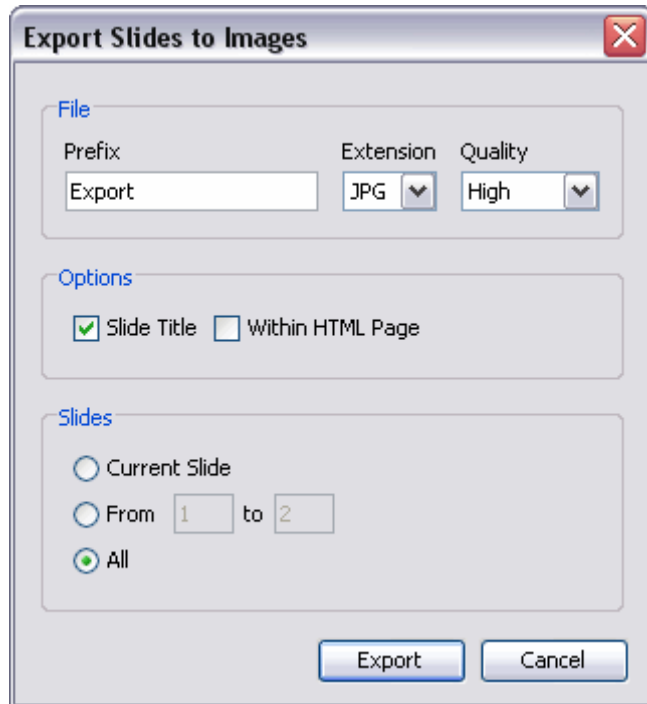 Export Slides to Images
File
Prefix Extension Quality
Export JPG High
Options
Slide Title Within HTML Page
Slides
Current Slide
From 1 to 2
All
Export Cancel